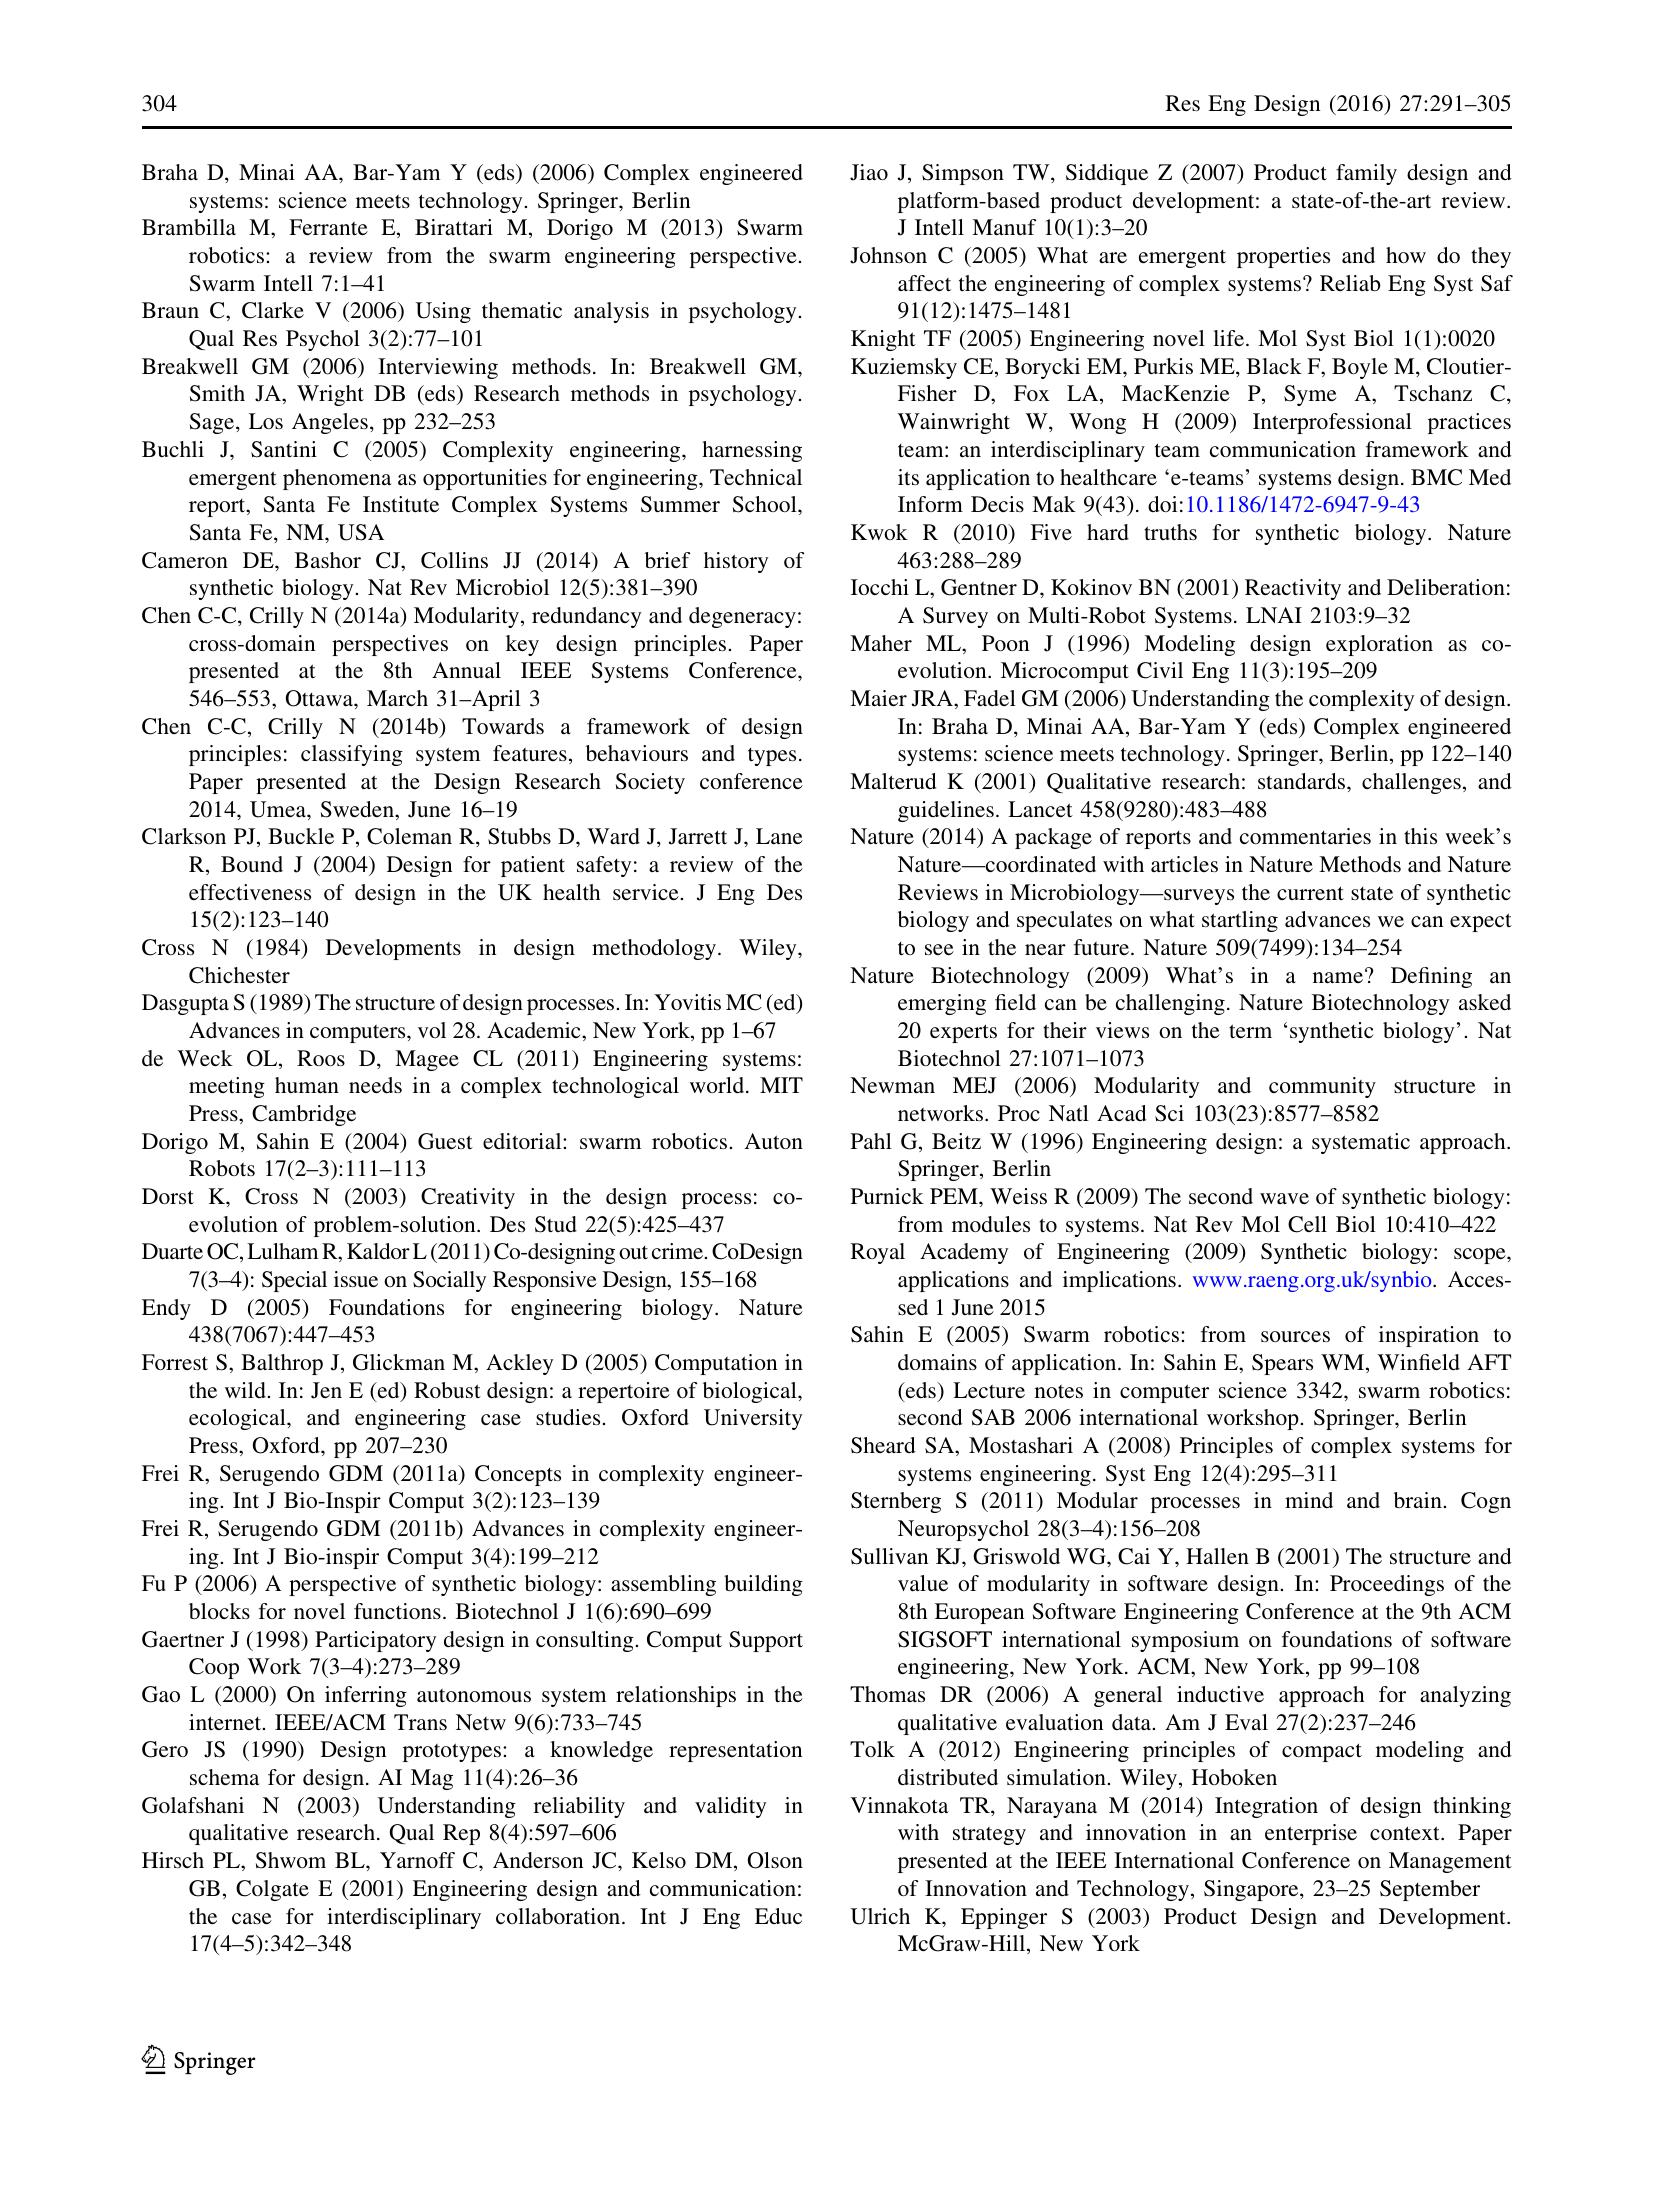 304
Res Eng Design (2016) 27:291–305
Braha D, Minai AA, Bar-Yam Y (eds) (2006) Complex engineered
systems: science meets technology. Springer, Berlin
Brambilla M, Ferrante E, Birattari M, Dorigo M (2013) Swarm
robotics: a review from the swarm engineering perspective.
Swarm Intell 7:1–41
Braun C, Clarke V (2006) Using thematic analysis in psychology.
Qual Res Psychol 3(2):77–101
Breakwell GM (2006) Interviewing methods. In: Breakwell GM,
Smith JA, Wright DB (eds) Research methods in psychology.
Sage, Los Angeles, pp 232–253
Buchli J, Santini C (2005) Complexity engineering, harnessing
emergent phenomena as opportunities for engineering, Technical
report, Santa Fe Institute Complex Systems Summer School,
Santa Fe, NM, USA
Cameron DE, Bashor CJ, Collins JJ (2014) A brief history of
synthetic biology. Nat Rev Microbiol 12(5):381–390
Chen C-C, Crilly N (2014a) Modularity, redundancy and degeneracy:
cross-domain perspectives on key design principles. Paper
presented at the 8th Annual IEEE Systems Conference,
546–553, Ottawa, March 31–April 3
Chen C-C, Crilly N (2014b) Towards a framework of design
principles: classifying system features, behaviours and types.
Paper presented at the Design Research Society conference
2014, Umea, Sweden, June 16–19
Clarkson PJ, Buckle P, Coleman R, Stubbs D, Ward J, Jarrett J, Lane
R, Bound J (2004) Design for patient safety: a review of the
effectiveness of design in the UK health service. J Eng Des
15(2):123–140
Cross N (1984) Developments in design methodology. Wiley,
Chichester
Dasgupta S (1989) The structure of design processes. In: Yovitis MC (ed)
Advances in computers, vol 28. Academic, New York, pp 1–67
de Weck OL, Roos D, Magee CL (2011) Engineering systems:
meeting human needs in a complex technological world. MIT
Press, Cambridge
Dorigo M, Sahin E (2004) Guest editorial: swarm robotics. Auton
Robots 17(2–3):111–113
Dorst K, Cross N (2003) Creativity in the design process: co-
evolution of problem-solution. Des Stud 22(5):425–437
Duarte OC, Lulham R, Kaldor L (2011) Co-designing out crime. CoDesign
7(3–4): Special issue on Socially Responsive Design, 155–168
Endy D (2005) Foundations for engineering biology. Nature
438(7067):447–453
Forrest S, Balthrop J, Glickman M, Ackley D (2005) Computation in
the wild. In: Jen E (ed) Robust design: a repertoire of biological,
ecological, and engineering case studies. Oxford University
Press, Oxford, pp 207–230
Frei R, Serugendo GDM (2011a) Concepts in complexity engineer-
ing. Int J Bio-Inspir Comput 3(2):123–139
Frei R, Serugendo GDM (2011b) Advances in complexity engineer-
ing. Int J Bio-inspir Comput 3(4):199–212
Fu P (2006) A perspective of synthetic biology: assembling building
blocks for novel functions. Biotechnol J 1(6):690–699
Gaertner J (1998) Participatory design in consulting. Comput Support
Coop Work 7(3–4):273–289
Gao L (2000) On inferring autonomous system relationships in the
internet. IEEE/ACM Trans Netw 9(6):733–745
Gero JS (1990) Design prototypes: a knowledge representation
schema for design. AI Mag 11(4):26–36
Golafshani N (2003) Understanding reliability and validity in
qualitative research. Qual Rep 8(4):597–606
Hirsch PL, Shwom BL, Yarnoff C, Anderson JC, Kelso DM, Olson
GB, Colgate E (2001) Engineering design and communication:
the case for interdisciplinary collaboration. Int J Eng Educ
17(4–5):342–348
Jiao J, Simpson TW, Siddique Z (2007) Product family design and
platform-based product development: a state-of-the-art review.
J Intell Manuf 10(1):3–20
Johnson C (2005) What are emergent properties and how do they
affect the engineering of complex systems? Reliab Eng Syst Saf
91(12):1475–1481
Knight TF (2005) Engineering novel life. Mol Syst Biol 1(1):0020
Kuziemsky CE, Borycki EM, Purkis ME, Black F, Boyle M, Cloutier-
Fisher D, Fox LA, MacKenzie P, Syme A, Tschanz C,
Wainwright W, Wong H (2009) Interprofessional practices
team: an interdisciplinary team communication framework and
its application to healthcare ‘e-teams’ systems design. BMC Med
Inform Decis Mak 9(43). doi:10.1186/1472-6947-9-43
Kwok R (2010) Five hard truths for synthetic biology. Nature
463:288–289
Iocchi L, Gentner D, Kokinov BN (2001) Reactivity and Deliberation:
A Survey on Multi-Robot Systems. LNAI 2103:9–32
Maher ML, Poon J (1996) Modeling design exploration as co-
evolution. Microcomput Civil Eng 11(3):195–209
Maier JRA, Fadel GM (2006) Understanding the complexity of design.
In: Braha D, Minai AA, Bar-Yam Y (eds) Complex engineered
systems: science meets technology. Springer, Berlin, pp 122–140
Malterud K (2001) Qualitative research: standards, challenges, and
guidelines. Lancet 458(9280):483–488
Nature (2014) A package of reports and commentaries in this week’s
Nature—coordinated with articles in Nature Methods and Nature
Reviews in Microbiology—surveys the current state of synthetic
biology and speculates on what startling advances we can expect
to see in the near future. Nature 509(7499):134–254
Nature Biotechnology (2009) What’s in a name? Defining an
emerging field can be challenging. Nature Biotechnology asked
20 experts for their views on the term ‘synthetic biology’. Nat
Biotechnol 27:1071–1073
Newman MEJ (2006) Modularity and community structure in
networks. Proc Natl Acad Sci 103(23):8577–8582
Pahl G, Beitz W (1996) Engineering design: a systematic approach.
Springer, Berlin
Purnick PEM, Weiss R (2009) The second wave of synthetic biology:
from modules to systems. Nat Rev Mol Cell Biol 10:410–422
Royal Academy of Engineering (2009) Synthetic biology: scope,
applications and implications. www.raeng.org.uk/synbio. Acces-
sed 1 June 2015
Sahin E (2005) Swarm robotics: from sources of inspiration to
domains of application. In: Sahin E, Spears WM, Winfield AFT
(eds) Lecture notes in computer science 3342, swarm robotics:
second SAB 2006 international workshop. Springer, Berlin
Sheard SA, Mostashari A (2008) Principles of complex systems for
systems engineering. Syst Eng 12(4):295–311
Sternberg S (2011) Modular processes in mind and brain. Cogn
Neuropsychol 28(3–4):156–208
Sullivan KJ, Griswold WG, Cai Y, Hallen B (2001) The structure and
value of modularity in software design. In: Proceedings of the
8th European Software Engineering Conference at the 9th ACM
SIGSOFT international symposium on foundations of software
engineering, New York. ACM, New York, pp 99–108
Thomas DR (2006) A general inductive approach for analyzing
qualitative evaluation data. Am J Eval 27(2):237–246
Tolk A (2012) Engineering principles of compact modeling and
distributed simulation. Wiley, Hoboken
Vinnakota TR, Narayana M (2014) Integration of design thinking
with strategy and innovation in an enterprise context. Paper
presented at the IEEE International Conference on Management
of Innovation and Technology, Singapore, 23–25 September
Ulrich K, Eppinger S (2003) Product Design and Development.
McGraw-Hill, New York
Springer